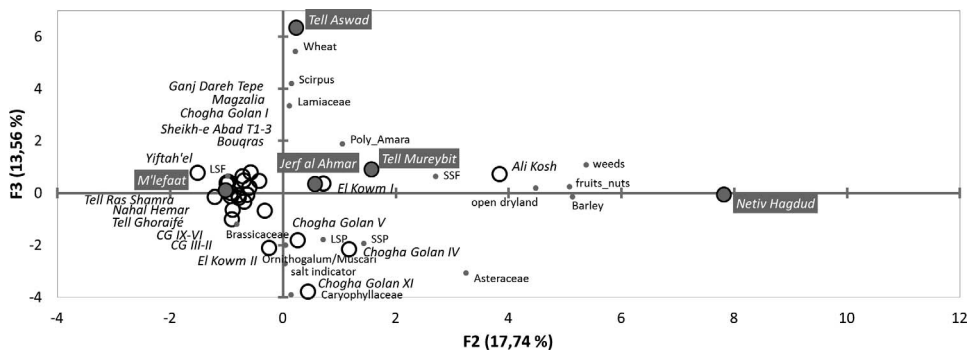 Tell Aswad
6
Wheat
Scirpus
4
Ganj Dareh Tepe
Magzalia
Lamiaceae
Chogha Golan I
Sheikh-e Abad T1-3
2
Poly_Amara
Bouqras
Jerf al Ahmar
Tell Mureybit
Ali Kosh
weeds
Yiftah'el
LSF
SSF
M'lefaat
El Kowm I
fruits_nuts
0
open dryland
Barley
Netiv Hagdud
Tell Ras Shamra
Nahal Hemar
Tell Ghoraifé
Brassicaceae
Chogha Golan V
CG IX-VI
LSP
SSP
CG III-II
-2
Chogha Golan IV
El Kowm II
Ornithogalum/Muscari
salt indicator
Asteraceae
Chogha Golan XI
Caryophyllaceae
-4
F3 (13,56 %)
-4
-2
0
2
4
6
8
10
12
F2 (17,74 %)